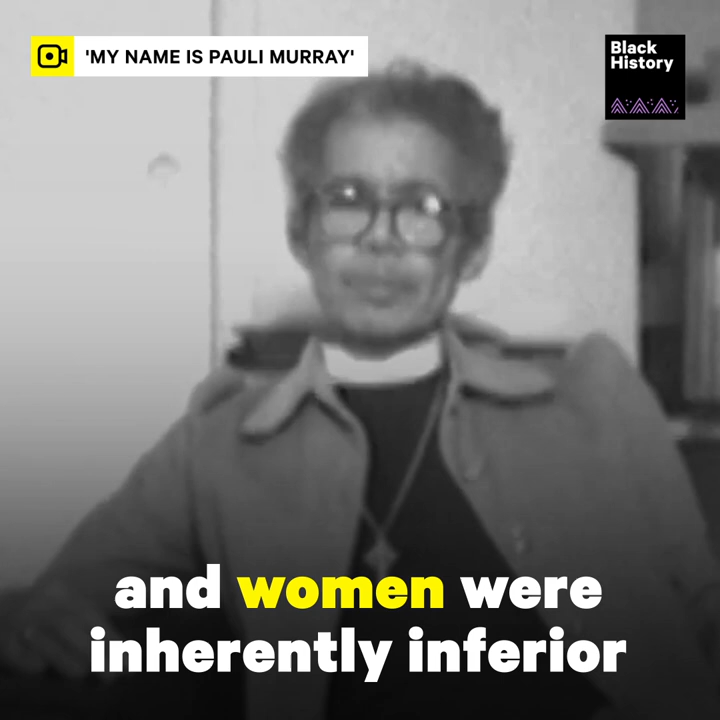 'MY NAME IS PAULI MURRAY'
Black
History
and women were
inherently inferior